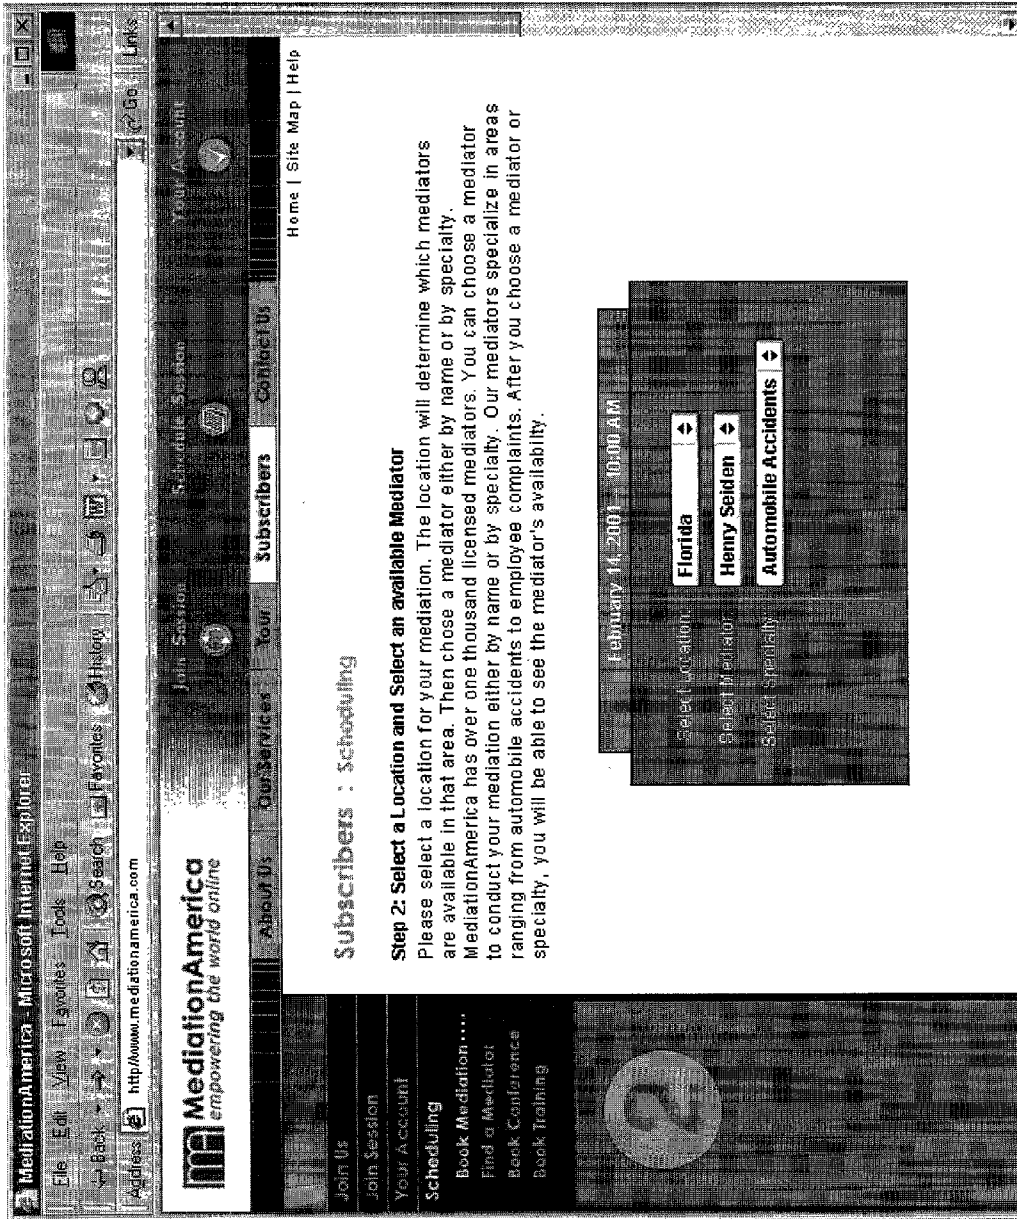 MediationAmerica - Microsoft Internet Explorer
File Edit View Favorites Tools Help
Back Search Favorites History
Address http://www.mediationamerica.com Go Links
MediationAmerica
empowering the world online
Join Session Schedule Session Your Account
About Us Our Services Your Subscribers Contact Us
Home | Site Map | Help
Join Us
Join Session
Your Account
Scheduling
Book Mediation ••••
Find a Mediator
Book Conference
Book Training
2
Subscribers : scheduling
Step 2: Select a Location and Select an available Mediator
Please select a location for your mediation. The location will determine which mediators
are available in that area. Then chose a mediator either by name or by specialty.
MediationAmerica has over one thousand licensed mediators. You can choose a mediator
to conduct your mediation either by name or by specialty. Our mediators specialize in areas
ranging from automobile accidents to employee complaints. After you choose a mediator or
specialty, you will be able to see the mediator's availability.
February 14, 2001 - 10:00 AM
Select Location: Florida
Select Mediator: Henry Seiden
Select Specialty: Automobile Accidents